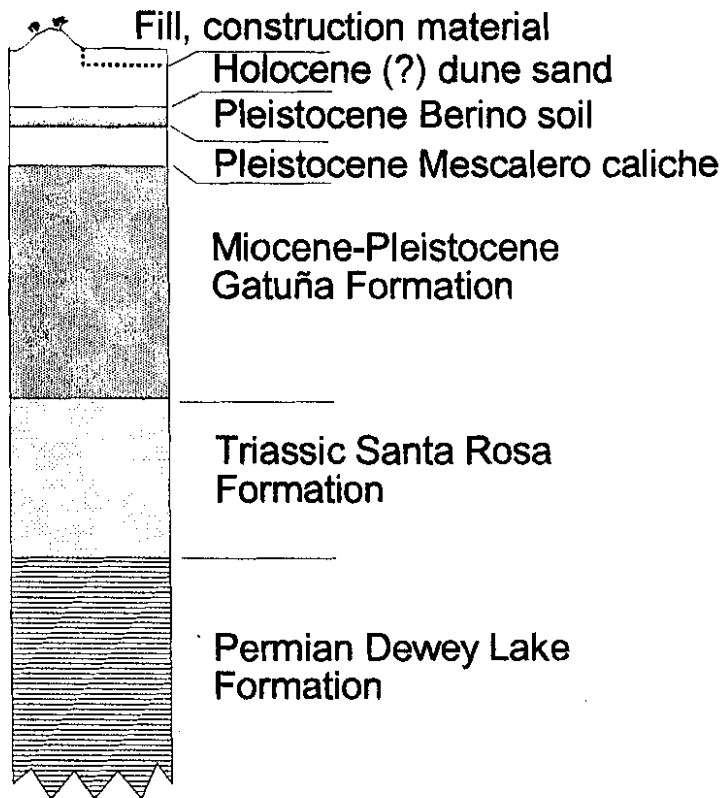 Fill, construction material
Holocene (?) dune sand
Pleistocene Berino soil
Pleistocene Mescalero caliche
Miocene-Pleistocene
Gatuña Formation
Triassic Santa Rosa
Formation
Permian Dewey Lake
Formation